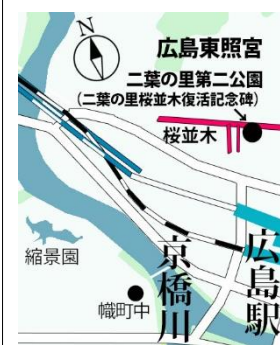 N
広島東照宮
二葉の里第二公園
（二葉の里桜並木復活記念碑）
桜並木
縮景園
幟町中
京橋川
広島駅